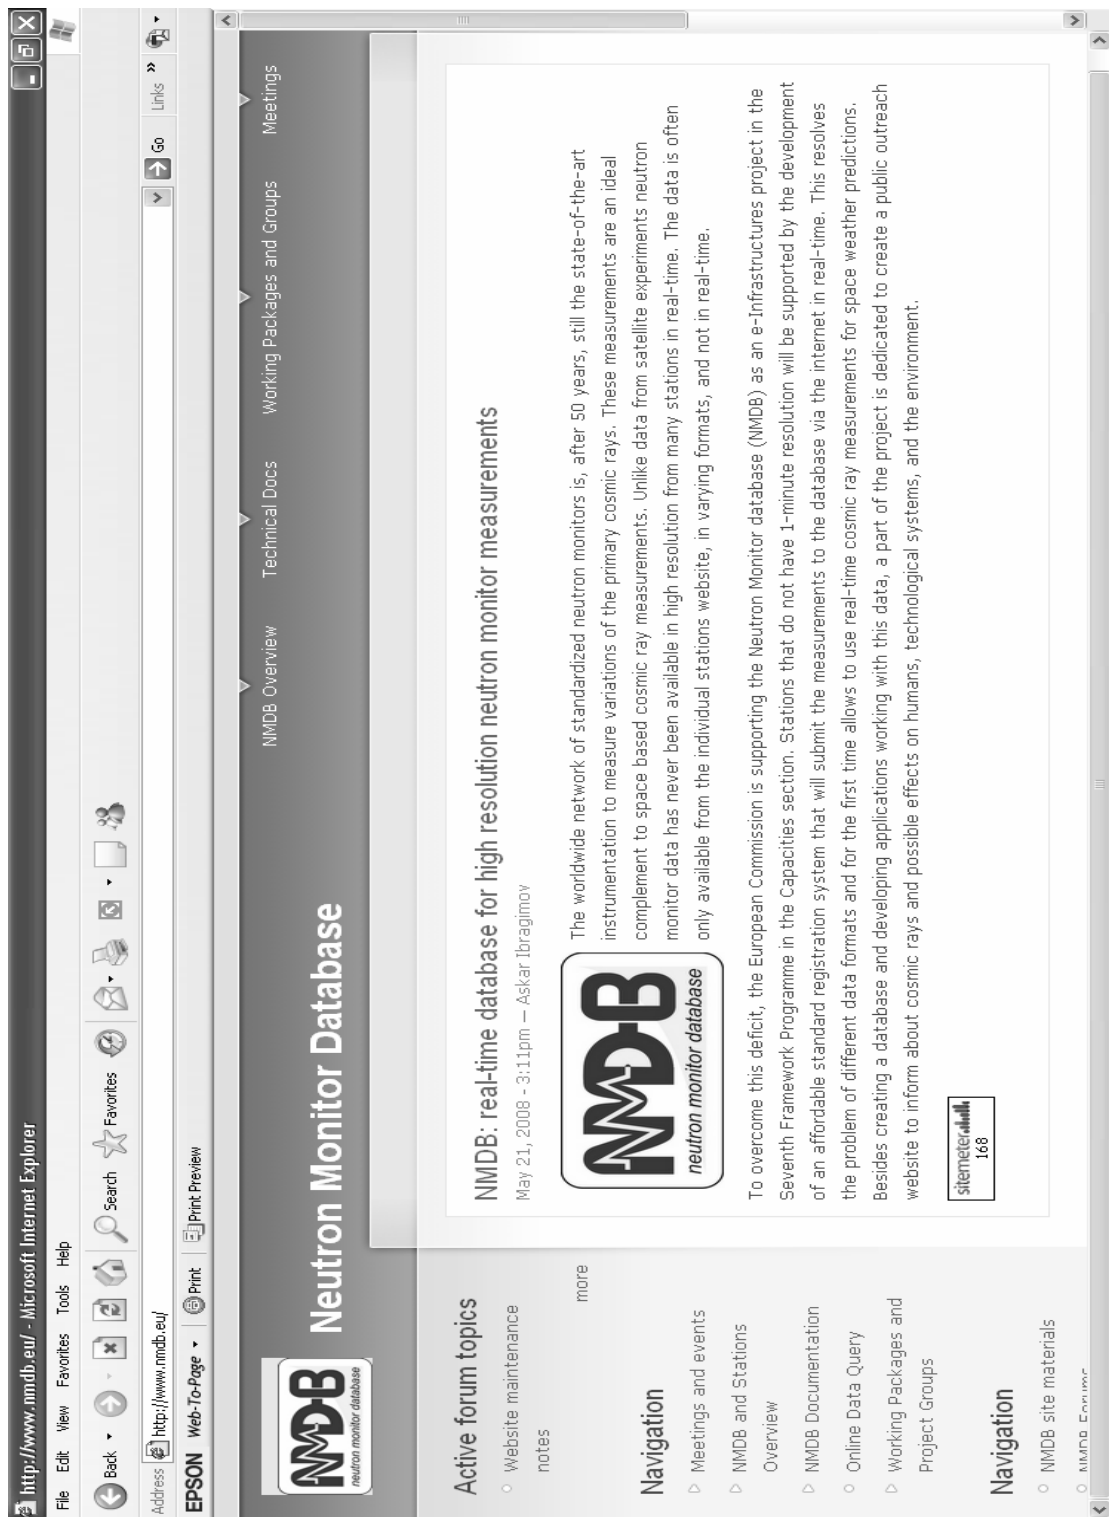 http://www.nmdb.eu/ - Microsoft Internet Explorer
File Edit View Favorites Tools Help
Back Search Favorites
Address http://www.nmdb.eu/ Go Links »
EPSON Web-To-Page Print Print Preview
NMDB
neutron monitor database
Neutron Monitor Database
NMDB Overview Technical Docs Working Packages and Groups Meetings
Active forum topics
Website maintenance
notes
more
Navigation
Meetings and events
NMDB and Stations
Overview
NMDB Documentation
Online Data Query
Working Packages and
Project Groups
Navigation
NMDB site materials
NMDB Forums
NMDB: real-time database for high resolution neutron monitor measurements
May 21, 2008 - 3:11pm — Askar Ibragimov
NMDB
neutron monitor database
The worldwide network of standardized neutron monitors is, after 50 years, still the state-of-the-art
instrumentation to measure variations of the primary cosmic rays. These measurements are an ideal
complement to space based cosmic ray measurements. Unlike data from satellite experiments neutron
monitor data has never been available in high resolution from many stations in real-time. The data is often
only available from the individual stations website, in varying formats, and not in real-time.
To overcome this deficit, the European Commission is supporting the Neutron Monitor database (NMDB) as an e-Infrastructures project in the
Seventh Framework Programme in the Capacities section. Stations that do not have 1-minute resolution will be supported by the development
of an affordable standard registration system that will submit the measurements to the database via the internet in real-time. This resolves
the problem of different data formats and for the first time allows to use real-time cosmic ray measurements for space weather predictions.
Besides creating a database and developing applications working with this data, a part of the project is dedicated to create a public outreach
website to inform about cosmic rays and possible effects on humans, technological systems, and the environment.
sitemeter
168